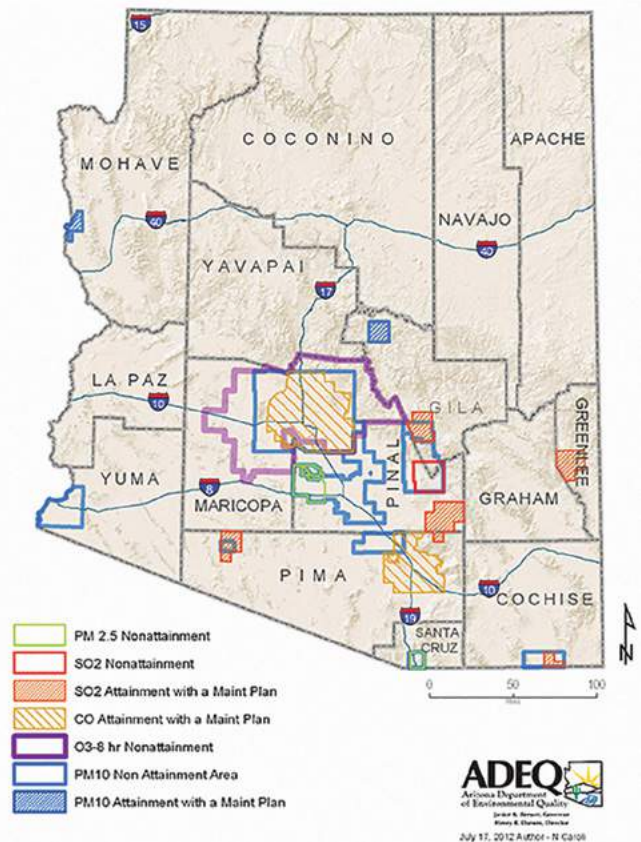 15
COCONINO
APACHE
MOHAVE
NAVAJO
40
40
YAVAPAI
17
LA PAZ
10
GILA
GREENLEE
YUMA
8
PINAL
MARICOPA
GRAHAM
PIMA
10
COCHISE
19
SANTA
CRUZ
PM 2.5 Nonattainment
SO2 Nonattainment
SO2 Attainment with a Maint Plan
CO Attainment with a Maint Plan
O3-8 hr Nonattainment
PM10 Non Attainment Area
PM10 Attainment with a Maint Plan
N
0 50 100
Miles
ADEQ
Arizona Department
of Environmental Quality
July 17, 2012 Author - N Caroli